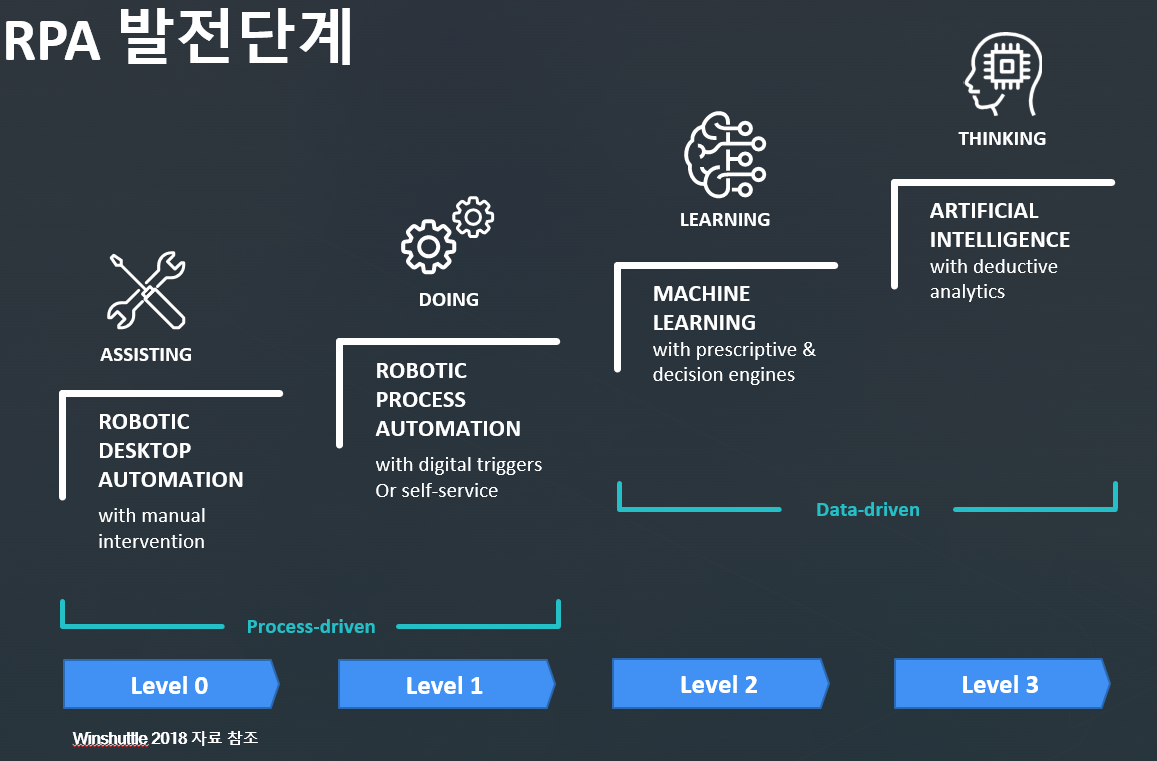 RPA 발전단계
ASSISTING
ROBOTIC
DESKTOP
AUTOMATION
with manual
intervention
DOING
ROBOTIC
PROCESS
AUTOMATION
with digital triggers
Or self-service
LEARNING
MACHINE
LEARNING
with prescriptive &
decision engines
THINKING
ARTIFICIAL
INTELLIGENCE
with deductive
analytics
Process-driven
Data-driven
Level 0
Level 1
Level 2
Level 3
Winshuttle 2018 자료 참조